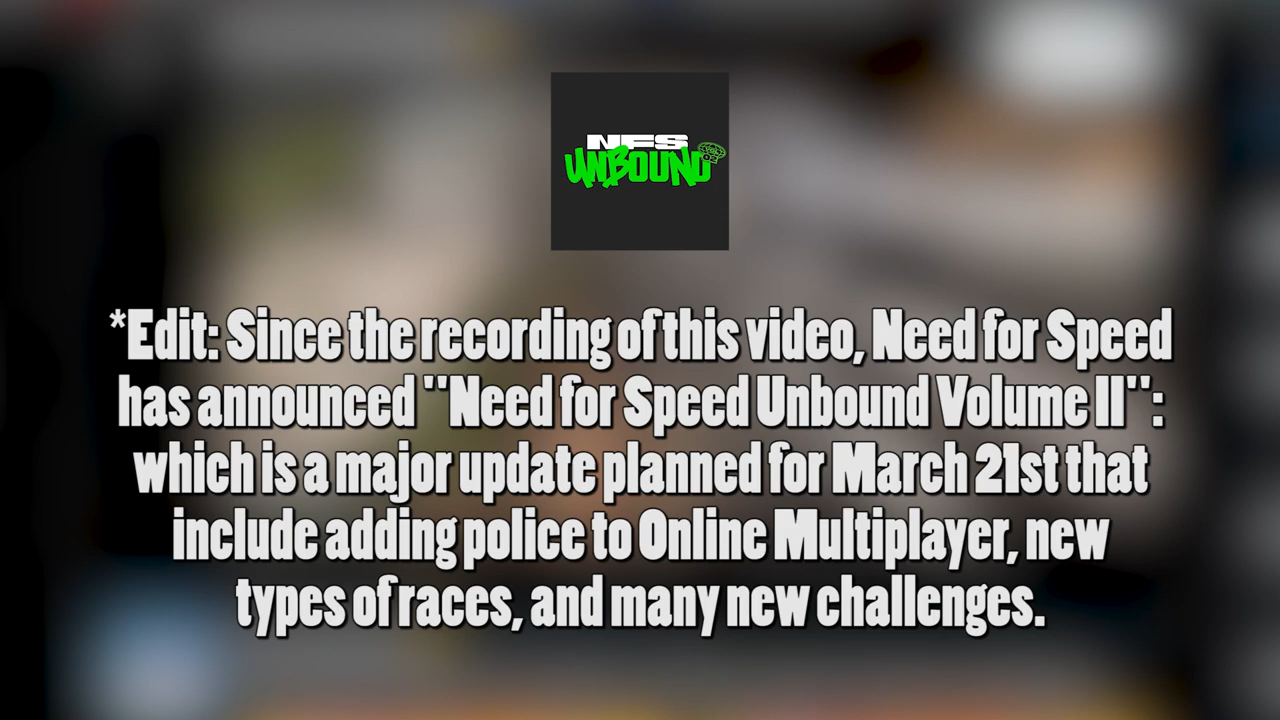 NFS
UNBOUND
VOL
02
*Edit: Since the recording of this video, Need for Speed
has announced "Need for Speed Unbound Volume II":
which is a major update planned for March 21st that
include adding police to Online Multiplayer, new
types of races, and many new challenges.